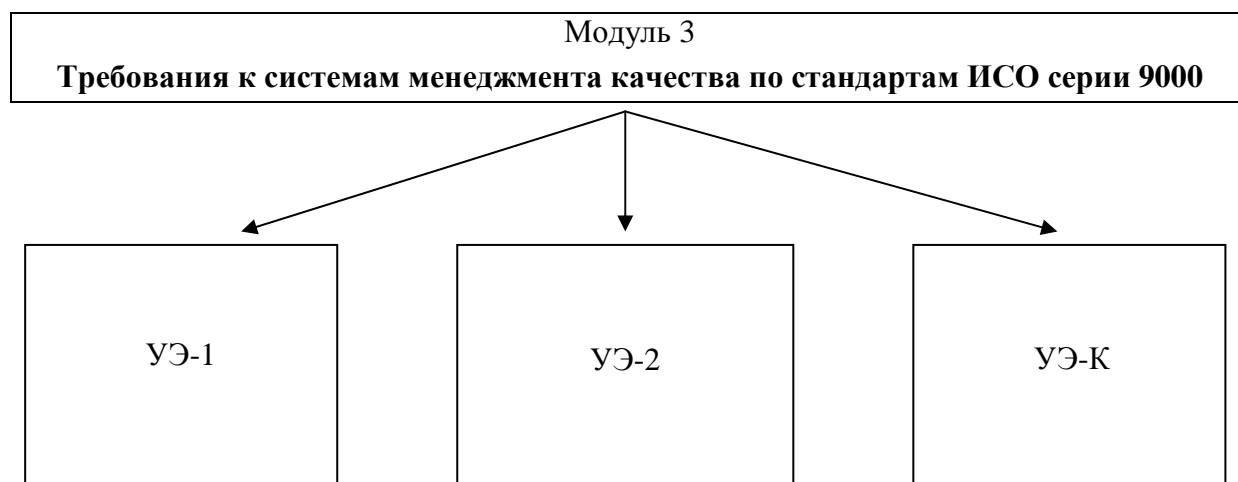 Модуль 3
Требования к системам менеджмента качества по стандартам ИСО серии 9000
УЭ-1
УЭ-2
УЭ-К